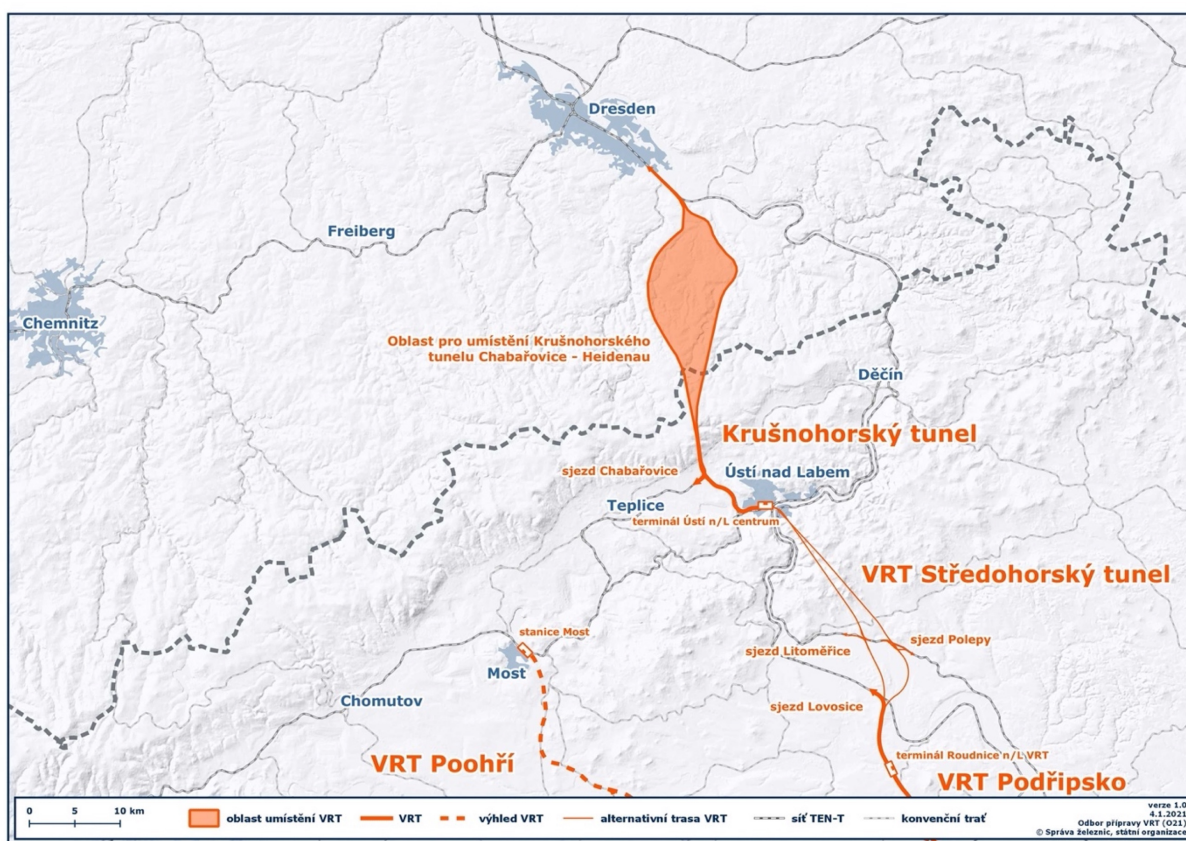 Dresden
Freiberg
Chemnitz
Oblast pro umístění Krušnohorského
tunelu Chabařovice - Heidenau
Děčín
Krušnohorský tunel
sjezd Chabařovice
Ústí nad Labem
Teplice
terminál Ústí n/L centrum
VRT Středohorský tunel
stanice Most
sjezd Polepy
sjezd Litoměřice
Most
Chomutov
sjezd Lovosice
terminál Roudnice n/L VRT
VRT Poohří
VRT Podřipsko
0 5 10 km
oblast umístění VRT
VRT
výhled VRT
alternativní trasa VRT
síť TEN-T
konvenční trať
verze 1.0
4.1.2021
Odbor přípravy VRT (O21)
© Správa železnic, státní organizace